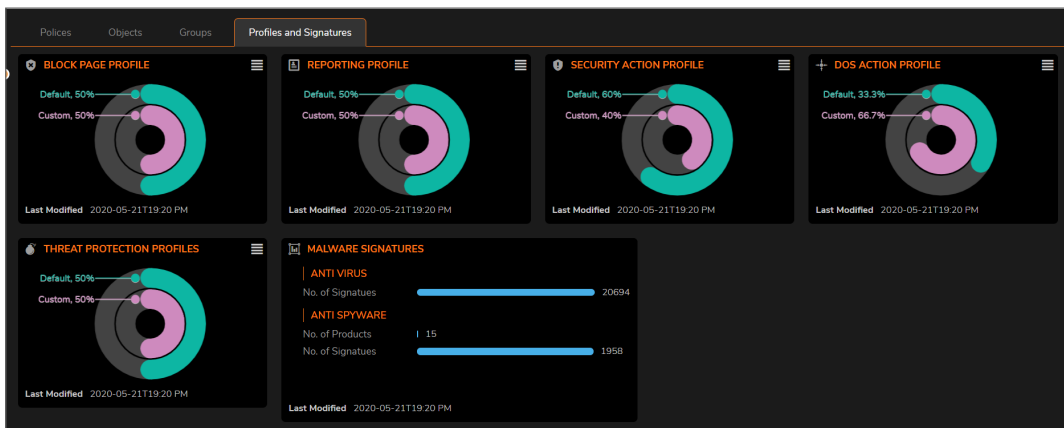 Polices Objects Groups Profiles and Signatures
BLOCK PAGE PROFILE
Default, 50%
Custom, 50%
Last Modified 2020-05-21T19:20 PM
REPORTING PROFILE
Default, 50%
Custom, 50%
Last Modified 2020-05-21T19:20 PM
SECURITY ACTION PROFILE
Default, 60%
Custom, 40%
Last Modified 2020-05-21T19:20 PM
DOS ACTION PROFILE
Default, 33.3%
Custom, 66.7%
Last Modified 2020-05-21T19:20 PM
THREAT PROTECTION PROFILES
Default, 50%
Custom, 50%
Last Modified 2020-05-21T19:20 PM
MALWARE SIGNATURES
ANTI VIRUS
No. of Signatues 20694
ANTI SPYWARE
No. of Products 15
No. of Signatues 1958
Last Modified 2020-05-21T19:20 PM